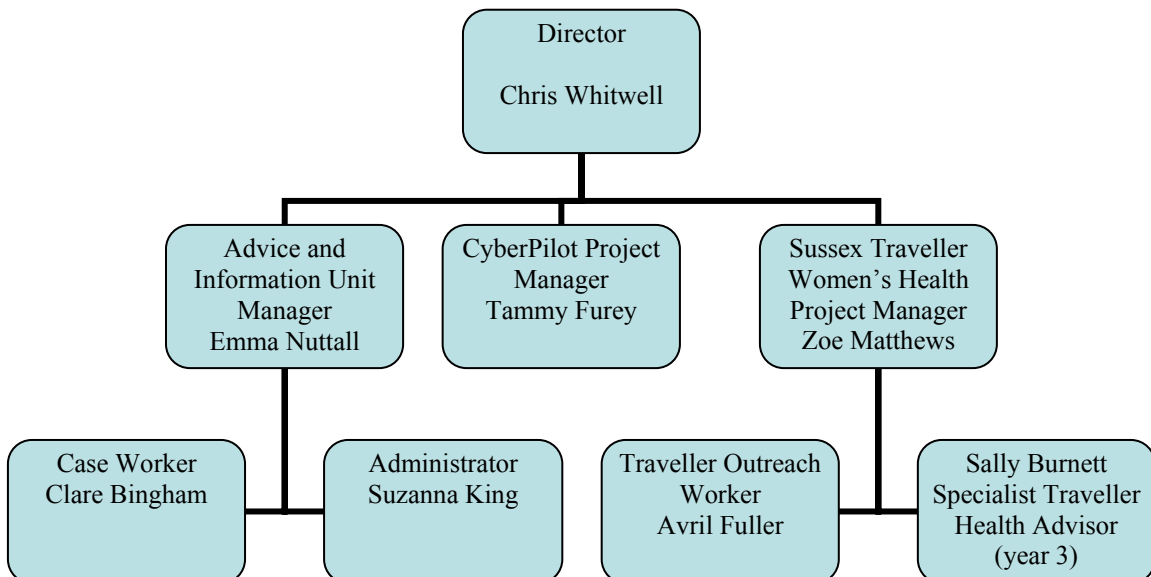 Director
Chris Whitwell
Advice and
Information Unit
Manager
Emma Nuttall
CyberPilot Project
Manager
Tammy Furey
Sussex Traveller
Women’s Health
Project Manager
Zoe Matthews
Case Worker
Clare Bingham
Administrator
Suzanna King
Traveller Outreach
Worker
Avril Fuller
Sally Burnett
Specialist Traveller
Health Advisor
(year 3)